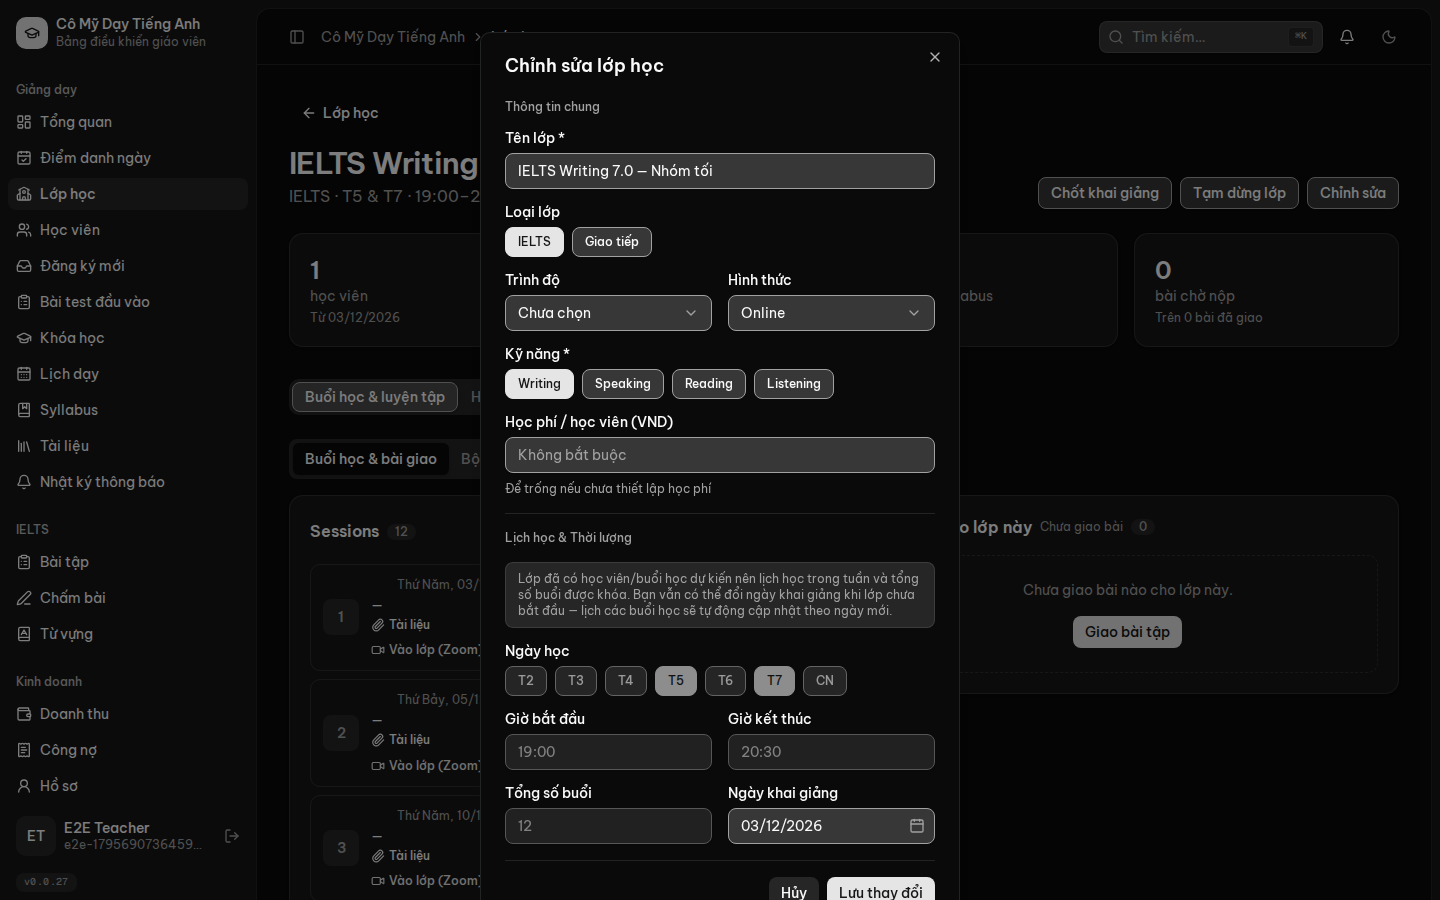 Cô Mỹ Dạy Tiếng Anh
Bảng điều khiển giáo viên
Giảng dạy
Tổng quan
Điểm danh ngày
Lớp học
Học viên
Đăng ký mới
Bài test đầu vào
Khóa học
Lịch dạy
Syllabus
Tài liệu
Nhật ký thông báo
IELTS
Bài tập
Chấm bài
Từ vựng
Kinh doanh
Doanh thu
Công nợ
Hồ sơ
ET
E2E Teacher
e2e-1795690736459...
v0.0.27
Cô Mỹ Dạy Tiếng Anh
Tìm kiếm...
⌘K
Lớp học
IELTS Writing
IELTS · T5 & T7 · 19:00–2
Chốt khai giảng
Tạm dừng lớp
Chỉnh sửa
1
học viên
Từ 03/12/2026
0
bài chờ nộp
Trên 0 bài đã giao
Buổi học & luyện tập
Buổi học & bài giao
Sessions 12
Thứ Năm, 03/
1
—
Tài liệu
Vào lớp (Zoom)
Thứ Bảy, 05/1
2
—
Tài liệu
Vào lớp (Zoom)
Thứ Năm, 10/1
3
—
Tài liệu
Vào lớp (Zoom)
lớp này Chưa giao bài 0
Chưa giao bài nào cho lớp này.
Giao bài tập
Chỉnh sửa lớp học
Thông tin chung
Tên lớp *
IELTS Writing 7.0 — Nhóm tối
Loại lớp
IELTS Giao tiếp
Trình độ Hình thức
Chưa chọn Online
Kỹ năng *
Writing Speaking Reading Listening
Học phí / học viên (VND)
Không bắt buộc
Để trống nếu chưa thiết lập học phí
Lịch học & Thời lượng
Lớp đã có học viên/buổi học dự kiến nên lịch học trong tuần và tổng
số buổi được khóa. Bạn vẫn có thể đổi ngày khai giảng khi lớp chưa
bắt đầu — lịch các buổi học sẽ tự động cập nhật theo ngày mới.
Ngày học
T2 T3 T4 T5 T6 T7 CN
Giờ bắt đầu Giờ kết thúc
19:00 20:30
Tổng số buổi Ngày khai giảng
12 03/12/2026
Hủy Lưu thay đổi